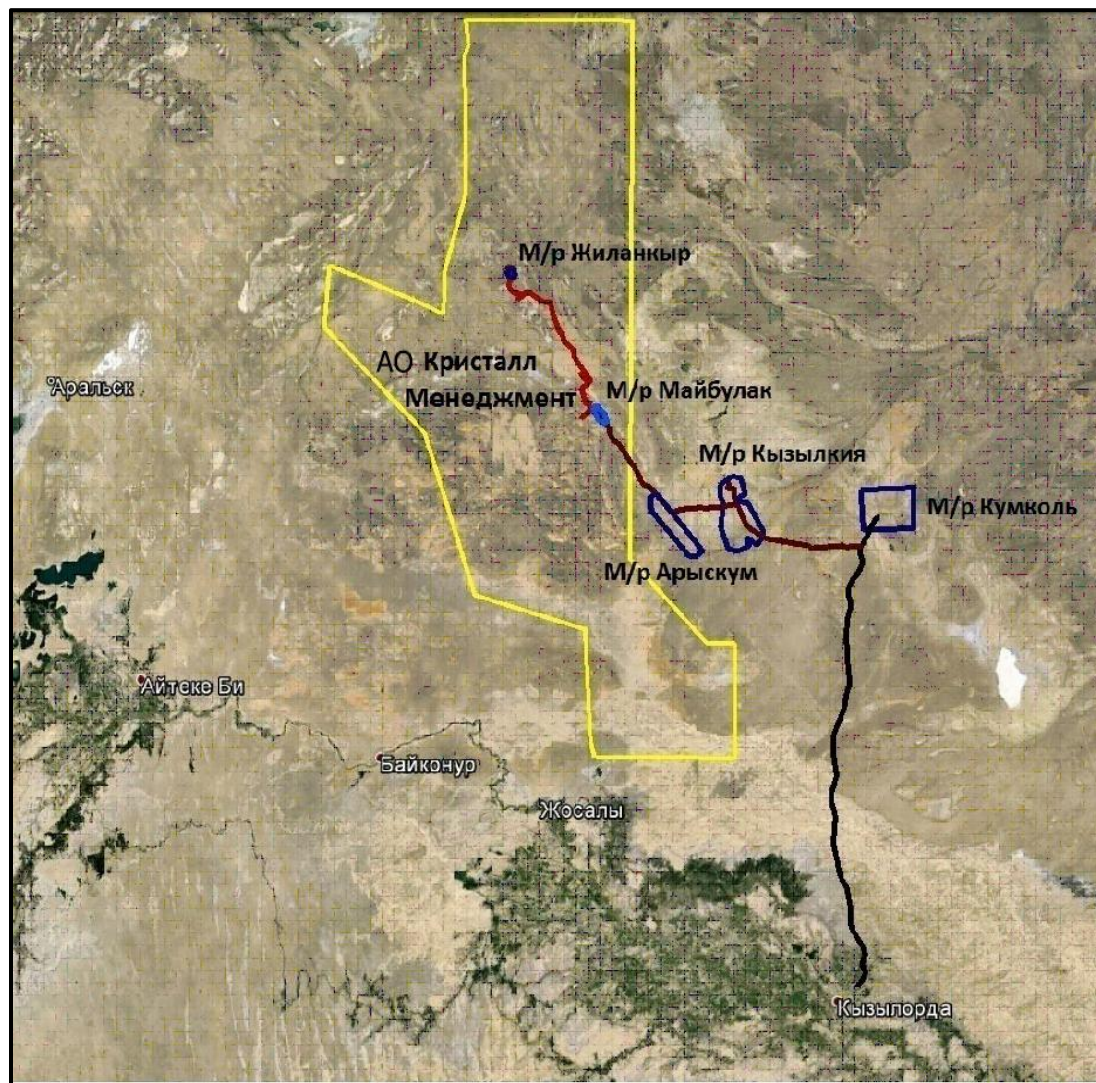 М/р Жиланкыр
АО Кристалл
Менеджмент
М/р Майбулак
Аральск
М/р Кызылкия
М/р Кумколь
М/р Арыскум
Айтеке Би
Байконур
Жосалы
Кызылорда